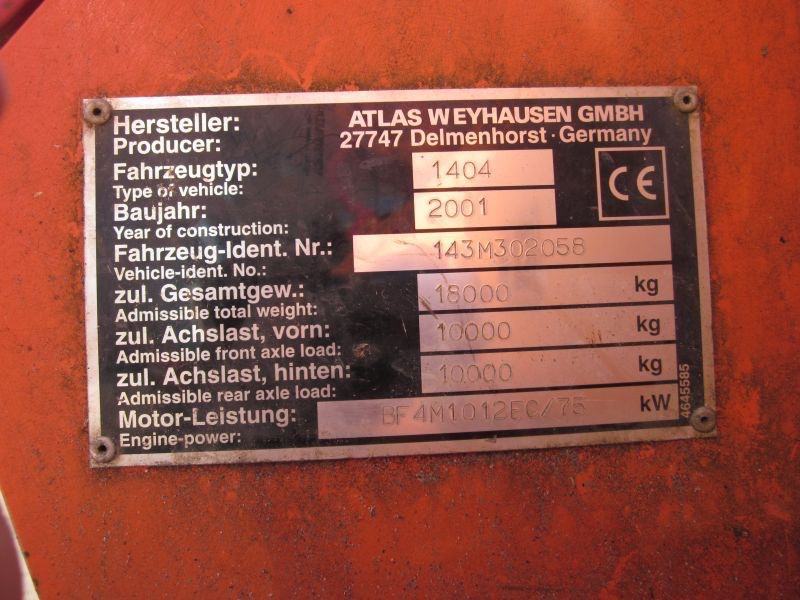 Hersteller: ATLAS WEYHAUSEN GMBH
Producer: 27747 Delmenhorst · Germany
Fahrzeugtyp: 1404
Type of vehicle:
CE
Baujahr: 2001
Year of construction:
Fahrzeug-Ident. Nr.: 143M302058
Vehicle-ident. No.:
zul. Gesamtgew.: 18000 kg
Admissible total weight:
zul. Achslast, vorn: 10000 kg
Admissible front axle load:
zul. Achslast, hinten: 10000 kg
Admissible rear axle load:
Motor-Leistung: BF4M1012EC/75 kW
Engine-power:
4645585